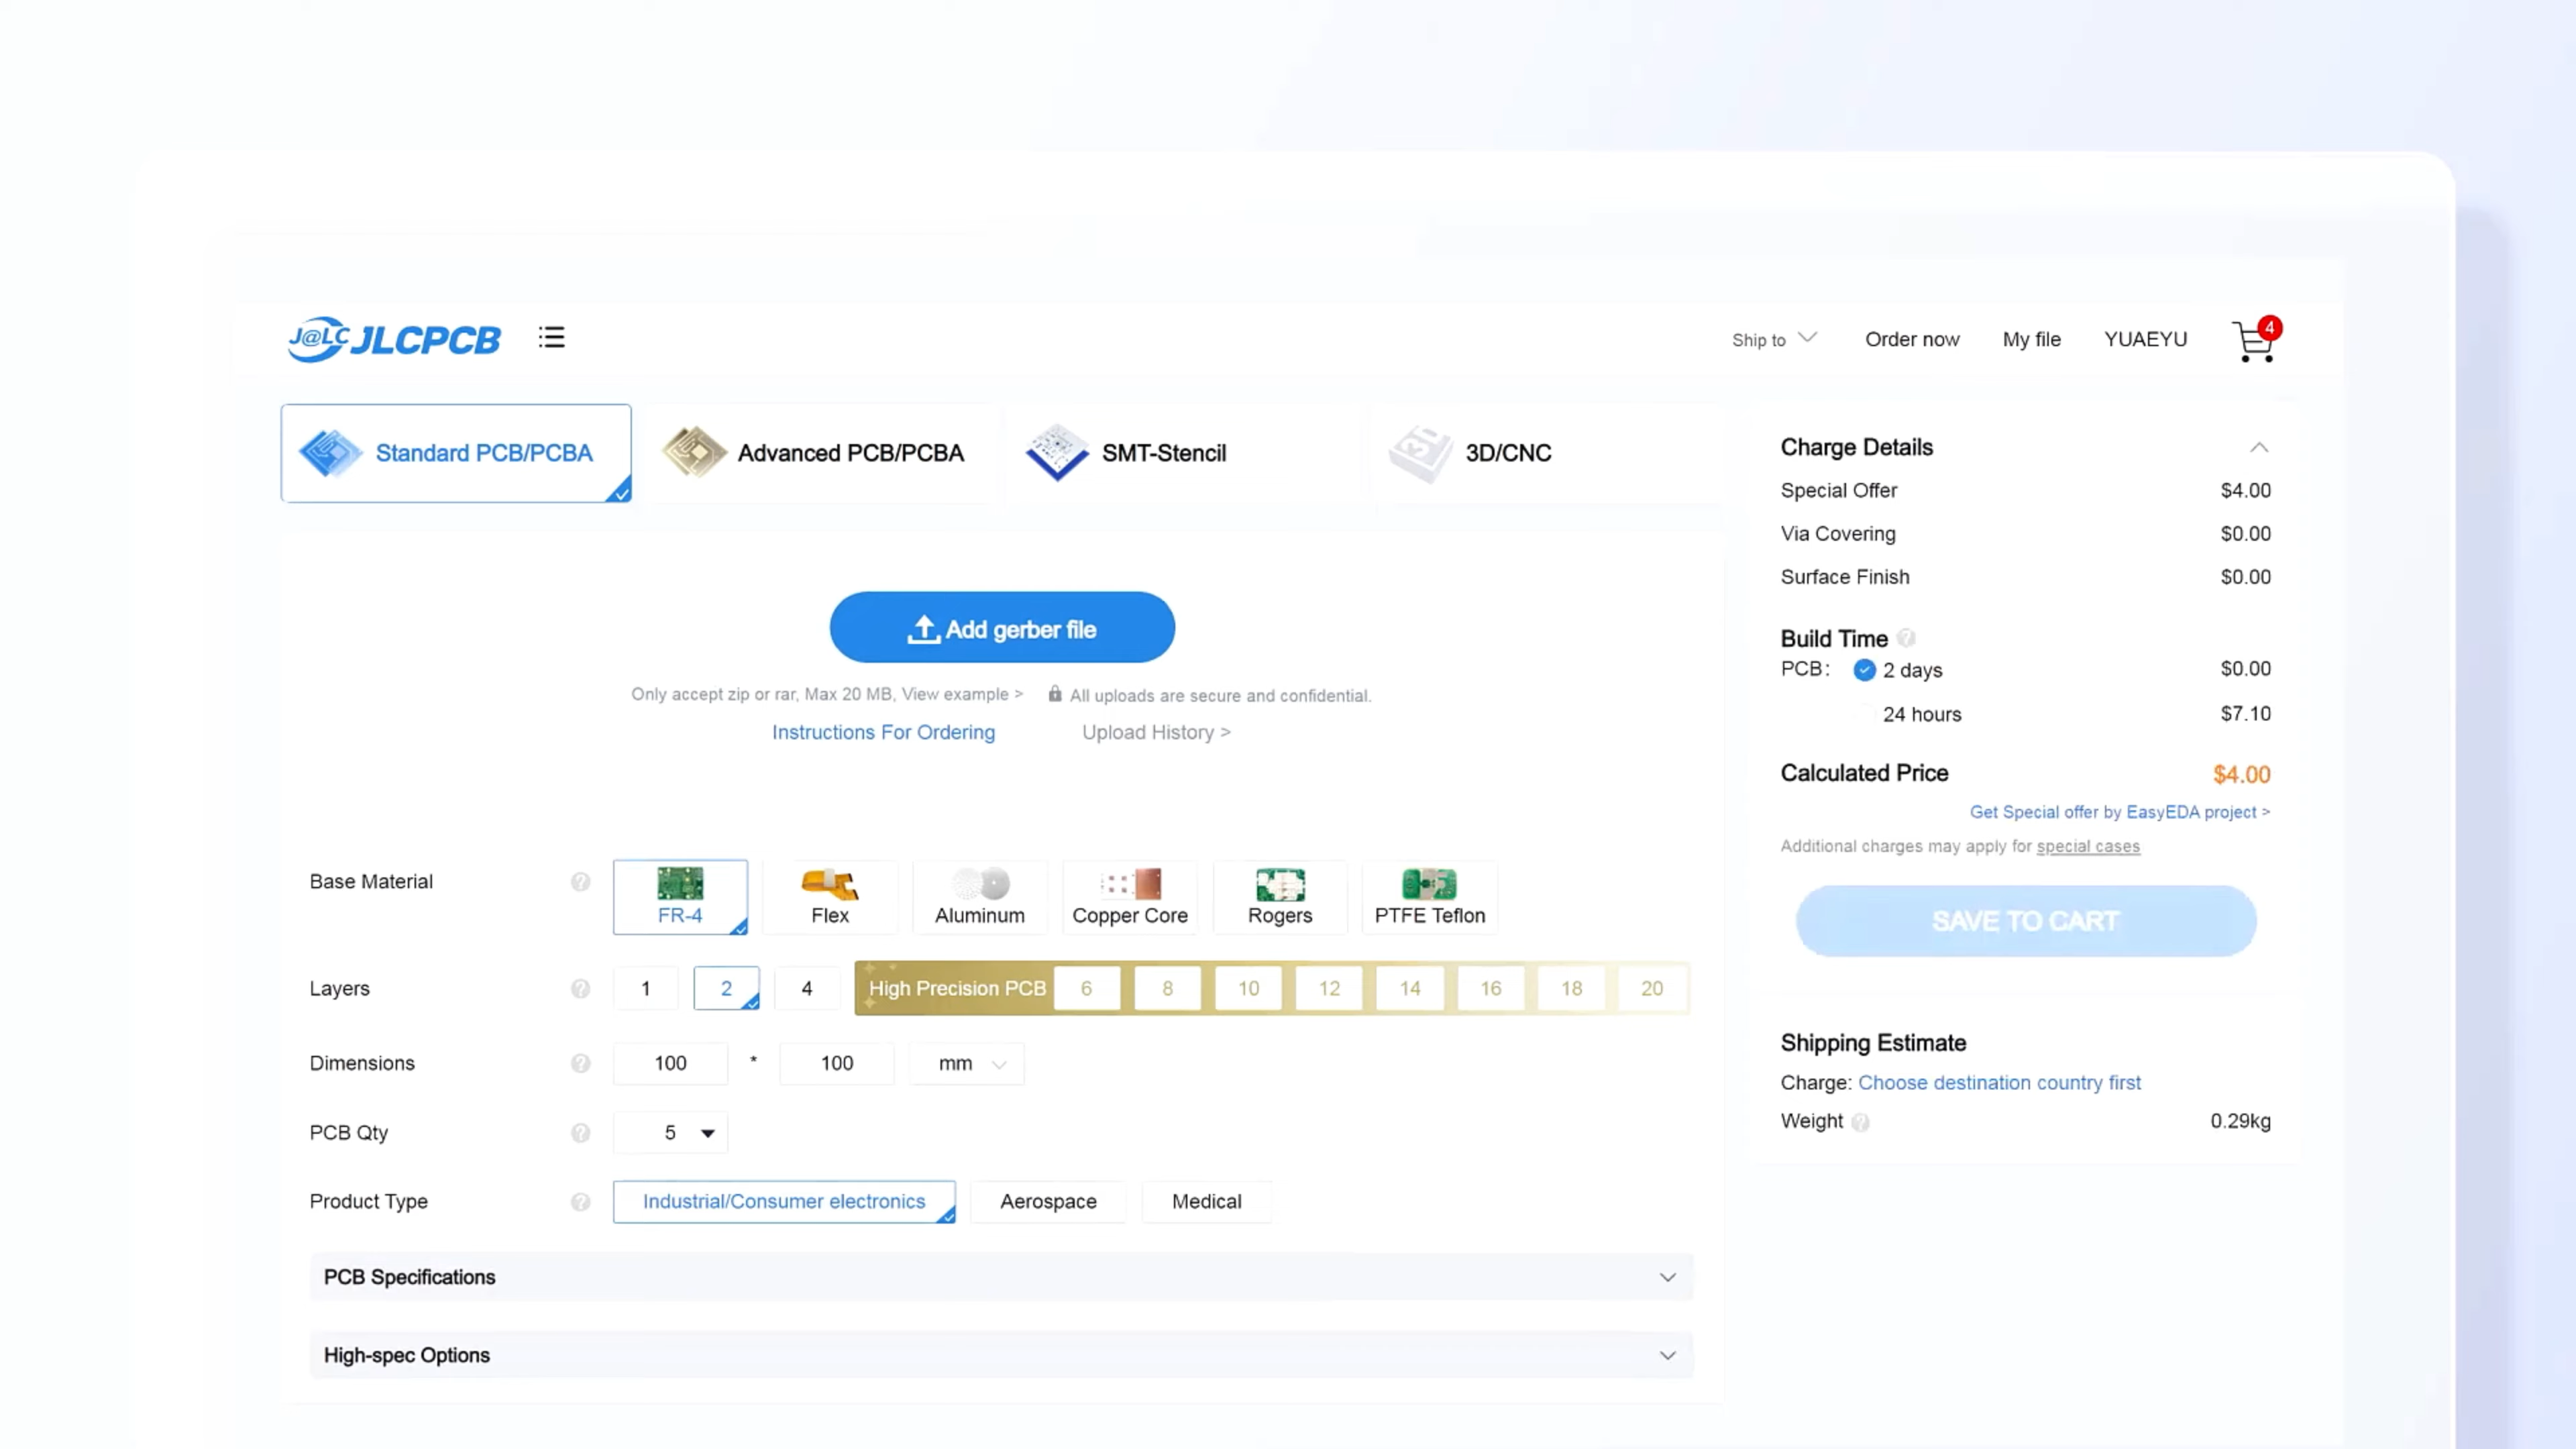 J@LC JLCPCB
Ship to
Order now
My file
YUAEYU
4
Standard PCB/PCBA
Advanced PCB/PCBA
SMT-Stencil
3D
3D/CNC
Add gerber file
Only accept zip or rar, Max 20 MB, View example >
All uploads are secure and confidential.
Instructions For Ordering
Upload History >
Base Material
FR-4
Flex
Aluminum
Copper Core
Rogers
PTFE Teflon
Layers
1
2
4
High Precision PCB
6
8
10
12
14
16
18
20
Dimensions
100
*
100
mm
PCB Qty
5
Product Type
Industrial/Consumer electronics
Aerospace
Medical
PCB Specifications
High-spec Options
Charge Details
Special Offer $4.00
Via Covering $0.00
Surface Finish $0.00
Build Time
PCB: 2 days $0.00
24 hours $7.10
Calculated Price $4.00
Get Special offer by EasyEDA project >
Additional charges may apply for special cases
SAVE TO CART
Shipping Estimate
Charge: Choose destination country first
Weight 0.29kg